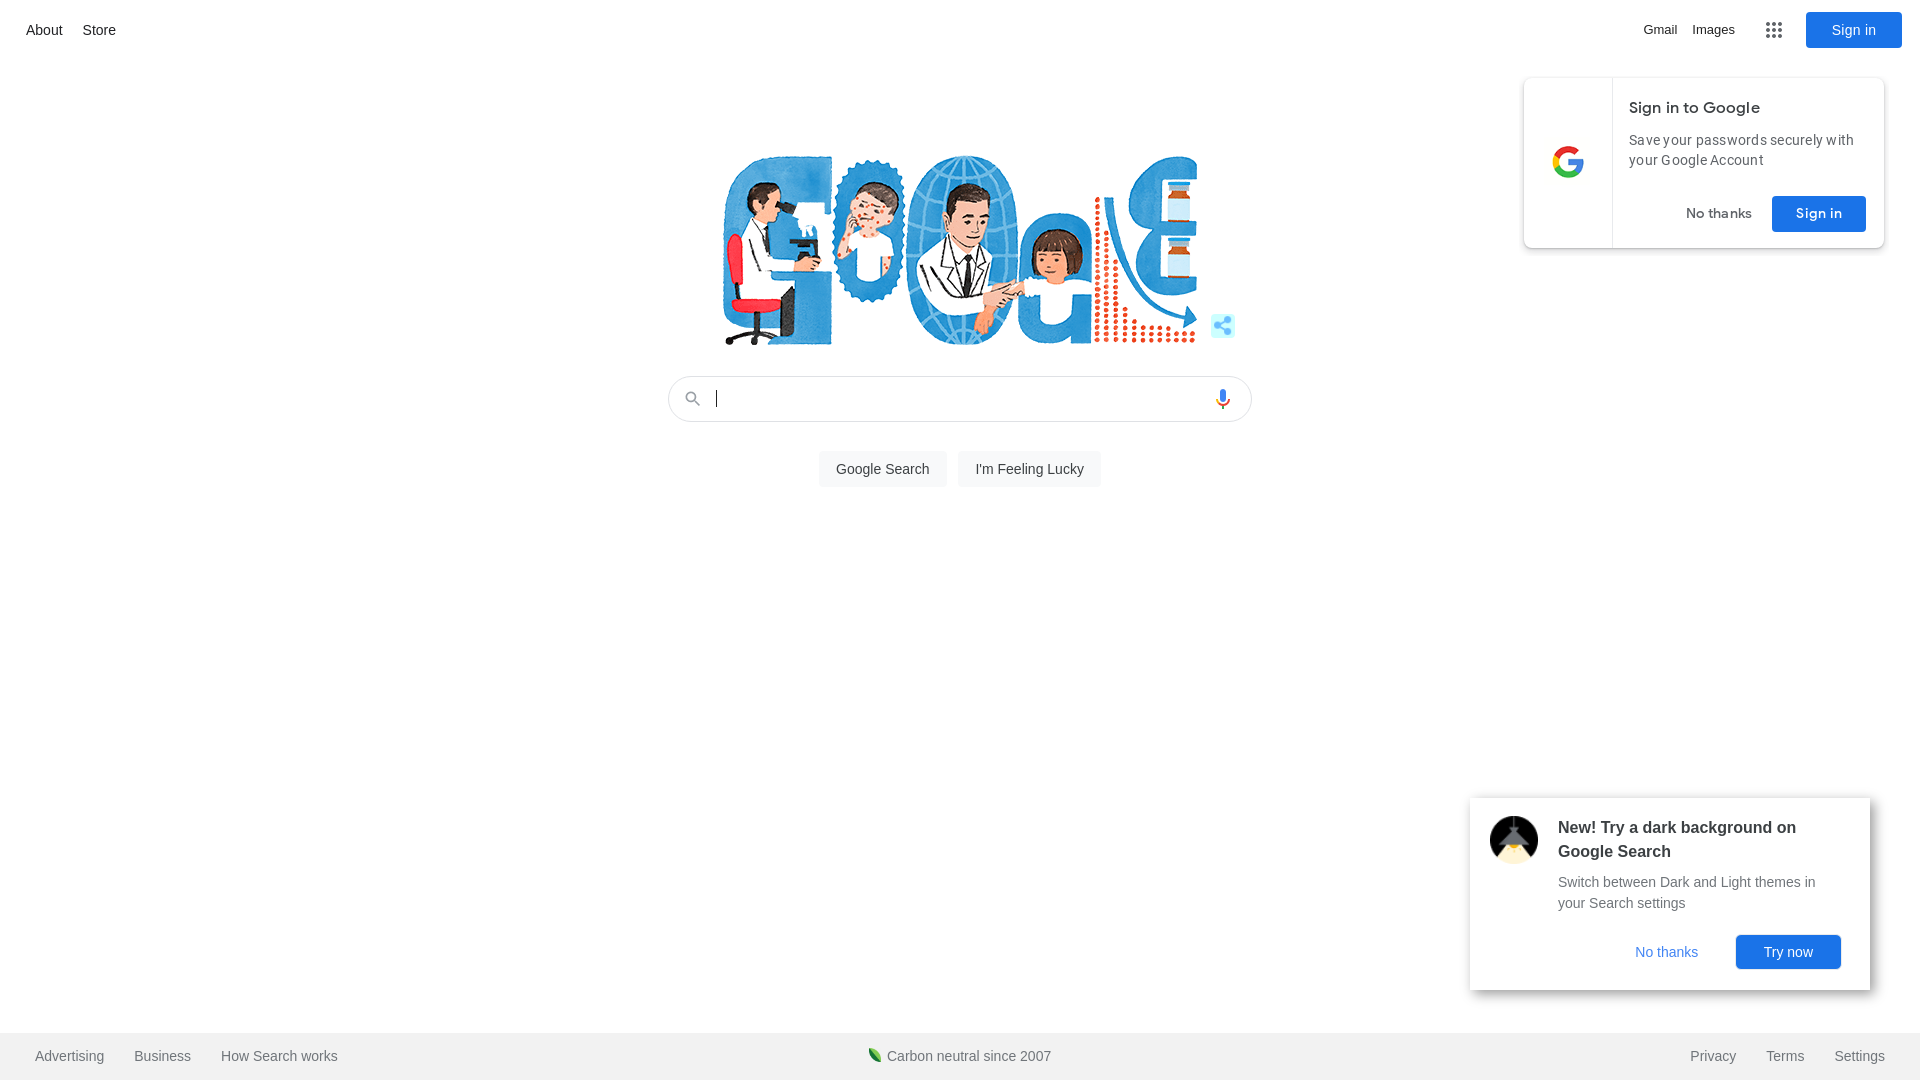 About
Store
Gmail
Images
Sign in
Sign in to Google
Save your passwords securely with
your Google Account
No thanks
Sign in
Google Search
I'm Feeling Lucky
New! Try a dark background on
Google Search
Switch between Dark and Light themes in
your Search settings
No thanks
Try now
Advertising
Business
How Search works
Carbon neutral since 2007
Privacy
Terms
Settings